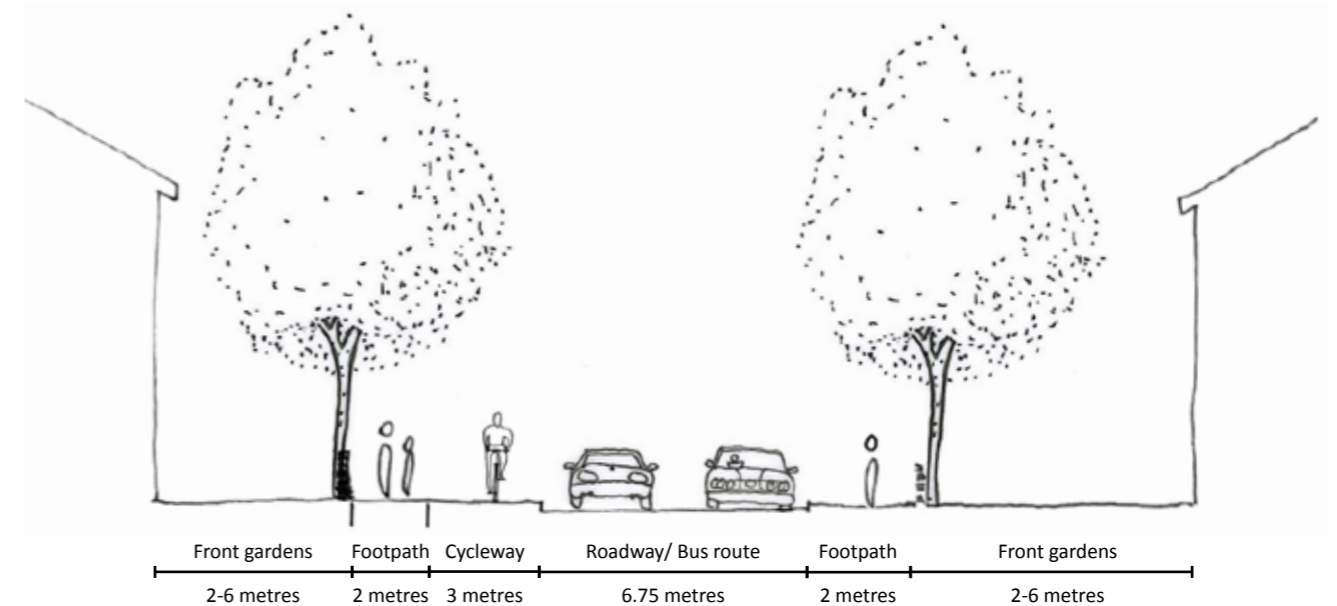 Front gardens Footpath Cycleway Roadway/ Bus route Footpath Front gardens
2-6 metres 2 metres 3 metres 6.75 metres 2 metres 2-6 metres